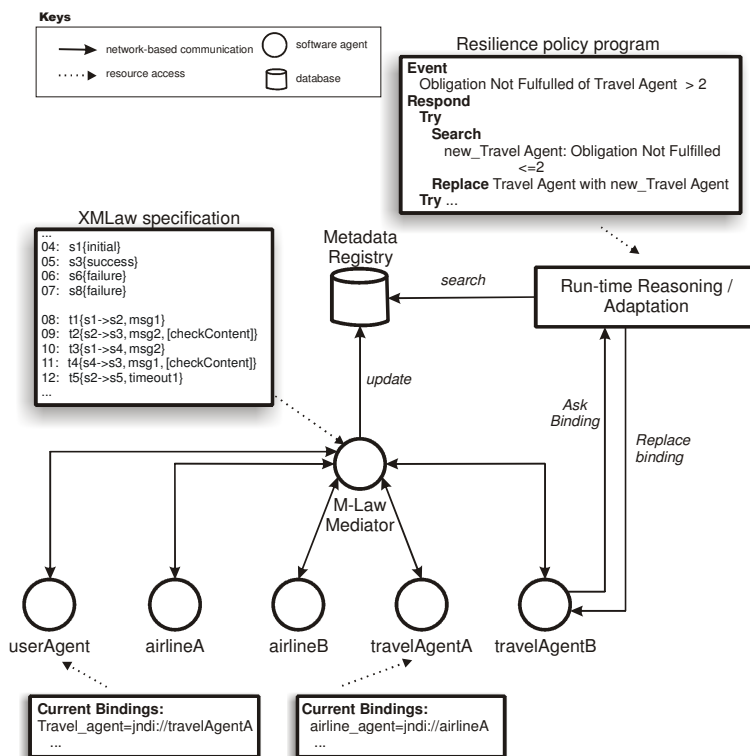 Keys
network-based communication
software agent
resource access
database
Resilience policy program
Event
Obligation Not Fulfulled of Travel Agent > 2
Respond
Try
Search
new_Travel Agent: Obligation Not Fulfilled
<=2
Replace Travel Agent with new_Travel Agent
Try ...
XMLaw specification
...
04: s1{initial}
05: s3{success}
06: s6{failure}
07: s8{failure}
08: t1{s1->s2, msg1}
09: t2{s2->s3, msg2, [checkContent]}
10: t3{s1->s4, msg2}
11: t4{s4->s3, msg1, [checkContent]}
12: t5{s2->s5, timeout1}
...
Metadata
Registry
search
Run-time Reasoning /
Adaptation
update
Ask
Binding
Replace
binding
M-Law
Mediator
userAgent
airlineA
airlineB
travelAgentA
travelAgentB
Current Bindings:
Travel_agent=jndi://travelAgentA
...
Current Bindings:
airline_agent=jndi://airlineA
...